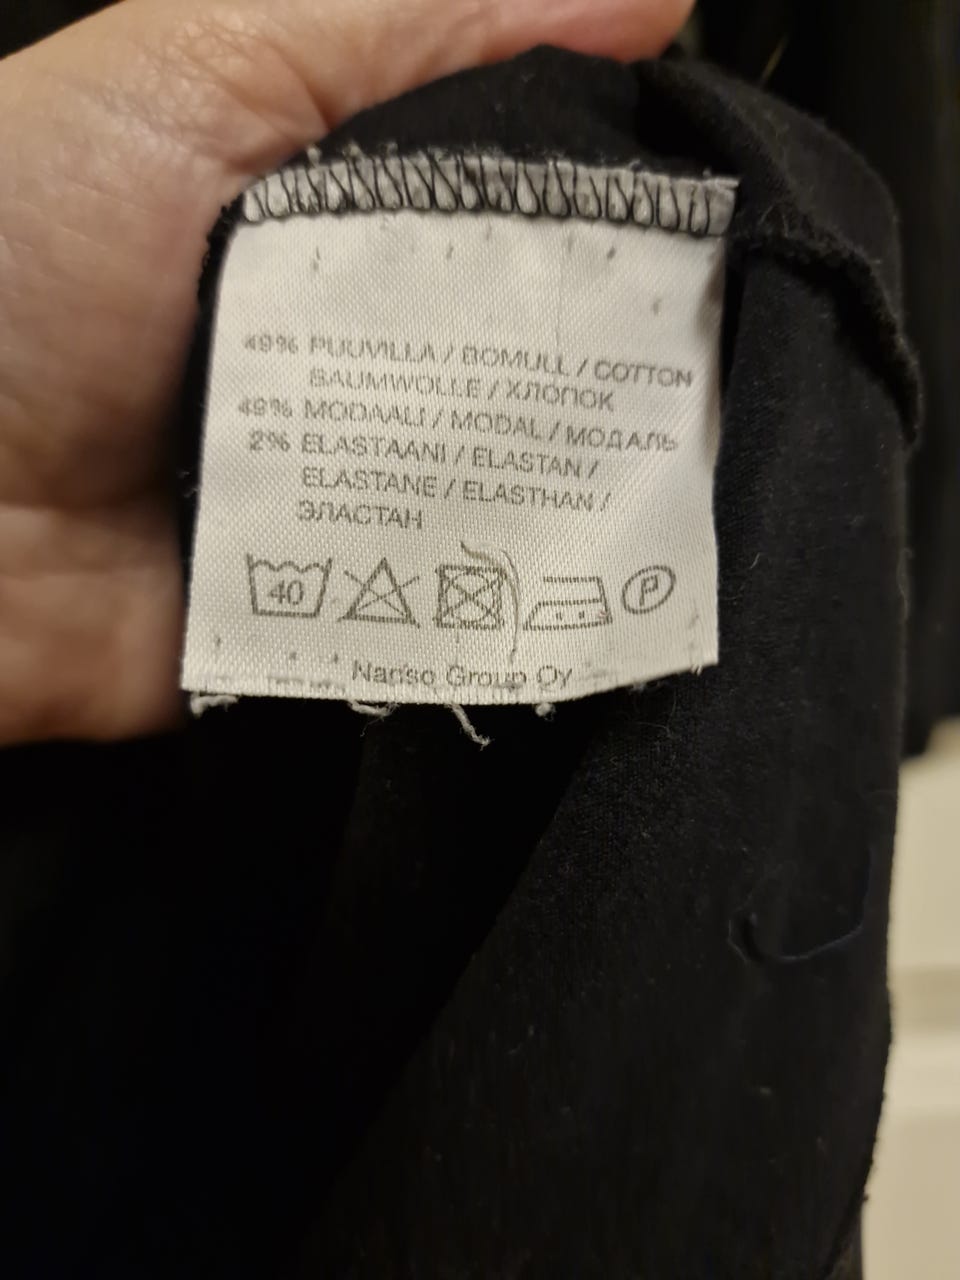 49% PUUVILLA / BOMULL / COTTON
BAUMWOLLE / ХЛОПОК
49% MODAALI / MODAL / МОДАЛЬ
2% ELASTAANI / ELASTAN /
ELASTANE / ELASTHAN /
ЭЛАСТАН
40 P
Nanso Group Oy